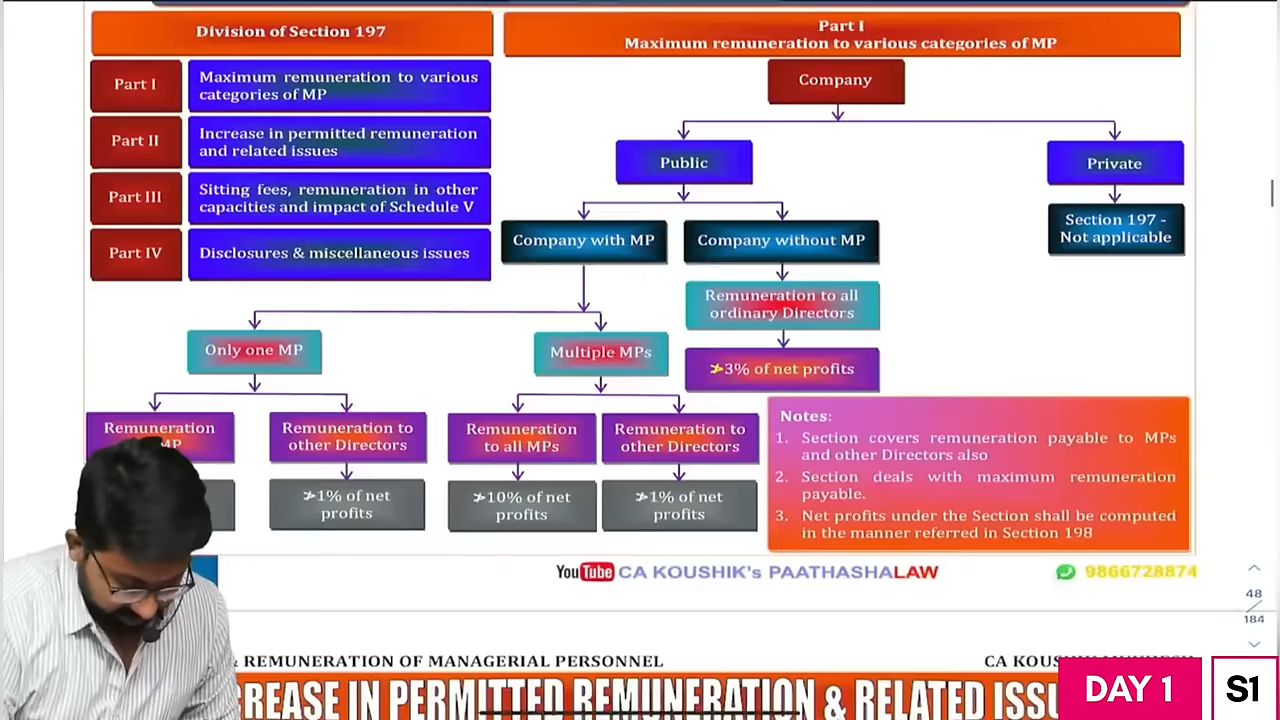 Division of Section 197
Part I
Maximum remuneration to various
categories of MP
Part II
Increase in permitted remuneration
and related issues
Part III
Sitting fees, remuneration in other
capacities and impact of Schedule V
Part IV
Disclosures & miscellaneous issues
Part I
Maximum remuneration to various categories of MP
Company
Public
Private
Section 197 -
Not applicable
Company with MP
Company without MP
Remuneration to all
ordinary Directors
≯3% of net profits
Only one MP
Multiple MPs
Remuneration
MP
Remuneration to
other Directors
Remuneration
to all MPs
Remuneration to
other Directors
≯1% of net
profits
≯10% of net
profits
≯1% of net
profits
Notes:
1. Section covers remuneration payable to MPs
and other Directors also
2. Section deals with maximum remuneration
payable.
3. Net profits under the Section shall be computed
in the manner referred in Section 198
YouTube CA KOUSHIK's PAATHASHALAW
9866728874
48
184
& REMUNERATION OF MANAGERIAL PERSONNEL
CA
CREASE IN PERMITTED REMUNERATION & RELATED
DAY 1
S1